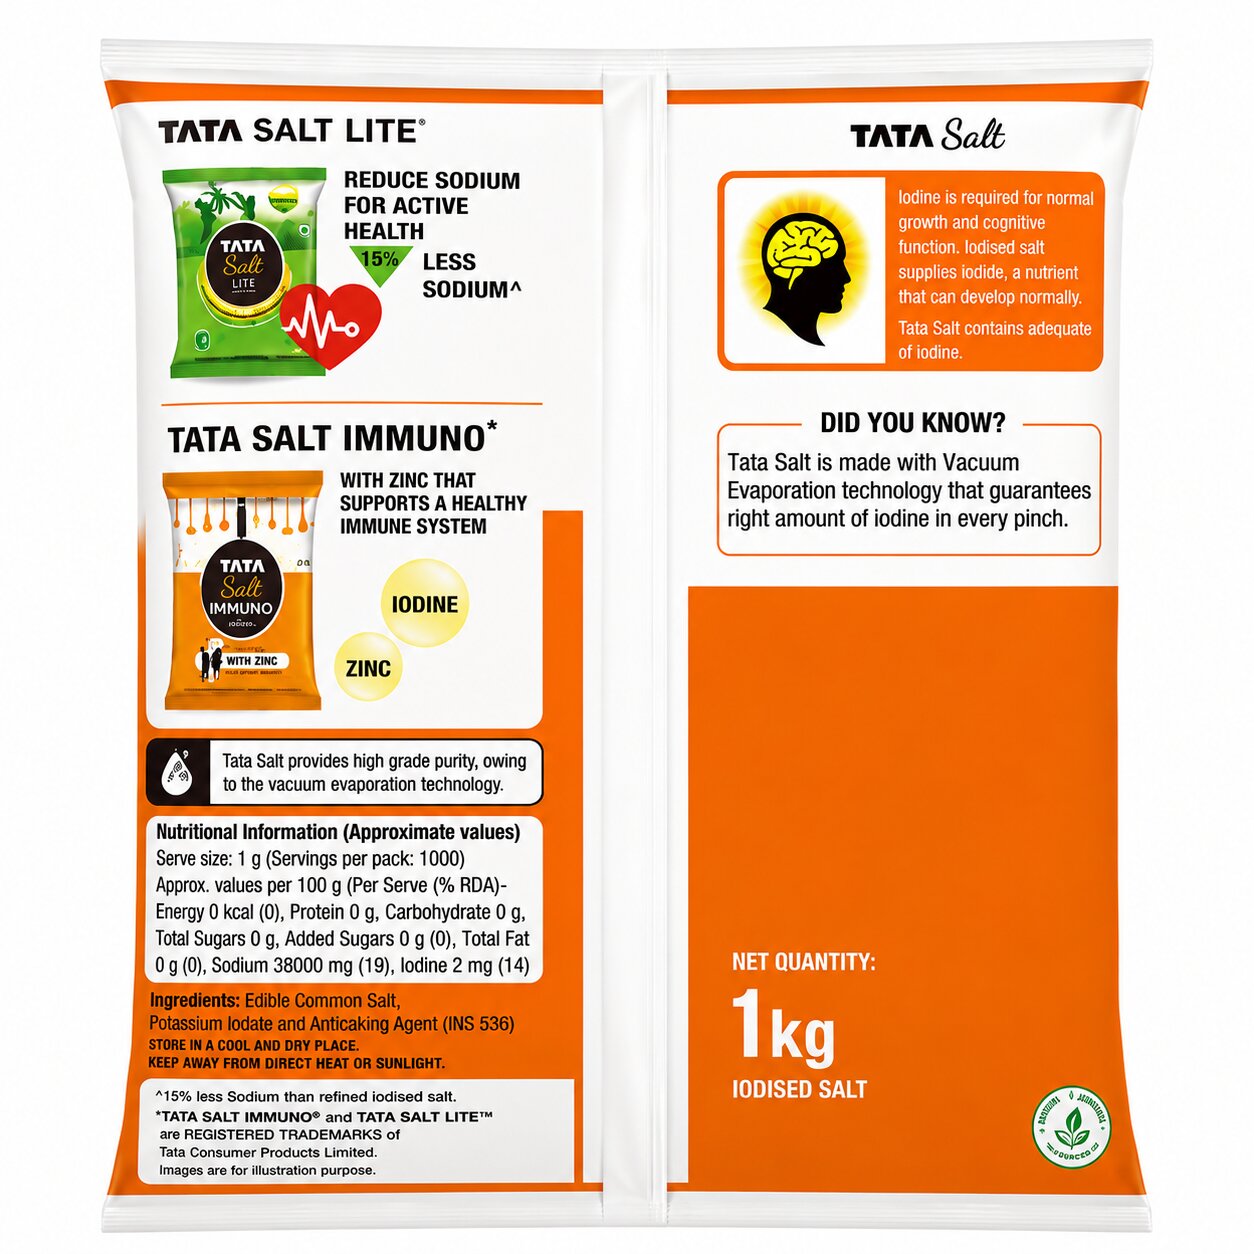 TATA SALT LITE®
REDUCE SODIUM
FOR ACTIVE
HEALTH
15%
LESS
SODIUM^
TATA
Salt
LITE
TATA SALT IMMUNO*
WITH ZINC THAT
SUPPORTS A HEALTHY
IMMUNE SYSTEM
TATA
Salt
IMMUNO
WITH ZINC
IODINE
ZINC
Tata Salt provides high grade purity, owing
to the vacuum evaporation technology.
Nutritional Information (Approximate values)
Serve size: 1 g (Servings per pack: 1000)
Approx. values per 100 g (Per Serve (% RDA)-
Energy 0 kcal (0), Protein 0 g, Carbohydrate 0 g,
Total Sugars 0 g, Added Sugars 0 g (0), Total Fat
0 g (0), Sodium 38000 mg (19), Iodine 2 mg (14)
Ingredients: Edible Common Salt,
Potassium Iodate and Anticaking Agent (INS 536)
STORE IN A COOL AND DRY PLACE.
KEEP AWAY FROM DIRECT HEAT OR SUNLIGHT.
^15% less Sodium than refined iodised salt.
*TATA SALT IMMUNO® and TATA SALT LITE™
are REGISTERED TRADEMARKS of
Tata Consumer Products Limited.
Images are for illustration purpose.
TATA Salt
Iodine is required for normal
growth and cognitive
function. Iodised salt
supplies iodide, a nutrient
that can develop normally.
Tata Salt contains adequate
of iodine.
DID YOU KNOW?
Tata Salt is made with Vacuum
Evaporation technology that guarantees
right amount of iodine in every pinch.
NET QUANTITY:
1kg
IODISED SALT